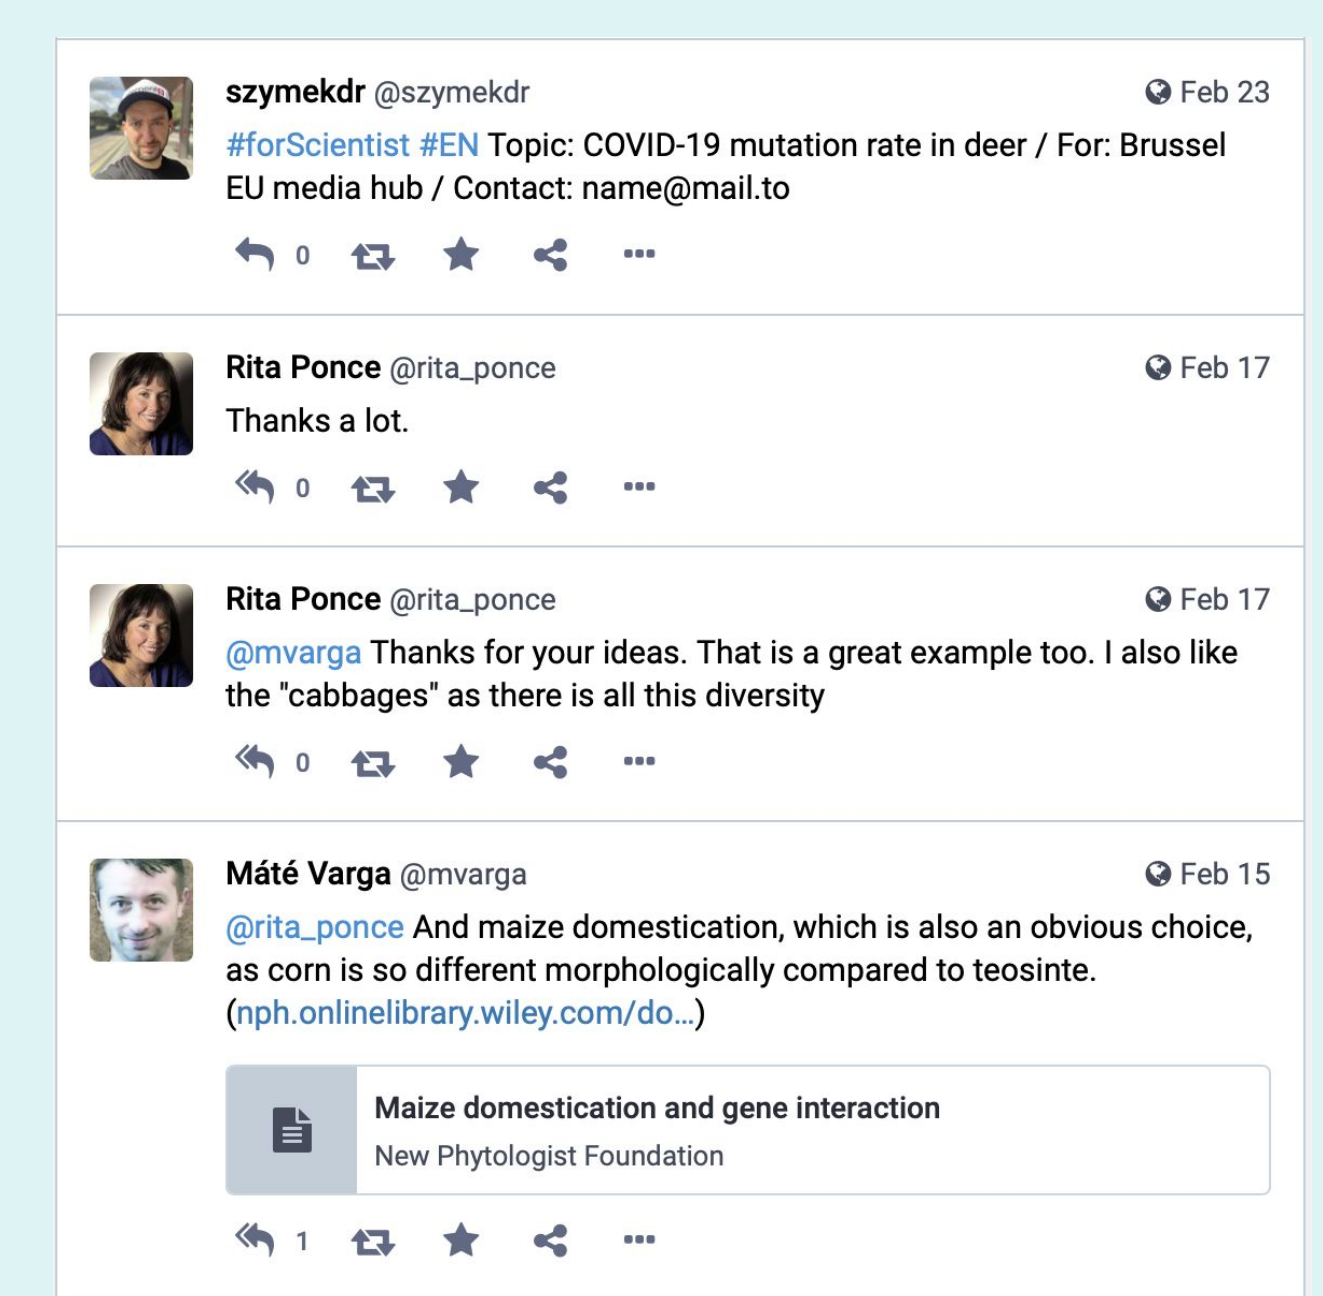 szymekdr @szymekdr Feb 23
#forScientist #EN Topic: COVID-19 mutation rate in deer / For: Brussel
EU media hub / Contact: name@mail.to
0
Rita Ponce @rita_ponce Feb 17
Thanks a lot.
0
Rita Ponce @rita_ponce Feb 17
@mvarga Thanks for your ideas. That is a great example too. I also like
the "cabbages" as there is all this diversity
0
Máté Varga @mvarga Feb 15
@rita_ponce And maize domestication, which is also an obvious choice,
as corn is so different morphologically compared to teosinte.
(nph.onlinelibrary.wiley.com/do…)
Maize domestication and gene interaction
New Phytologist Foundation
1